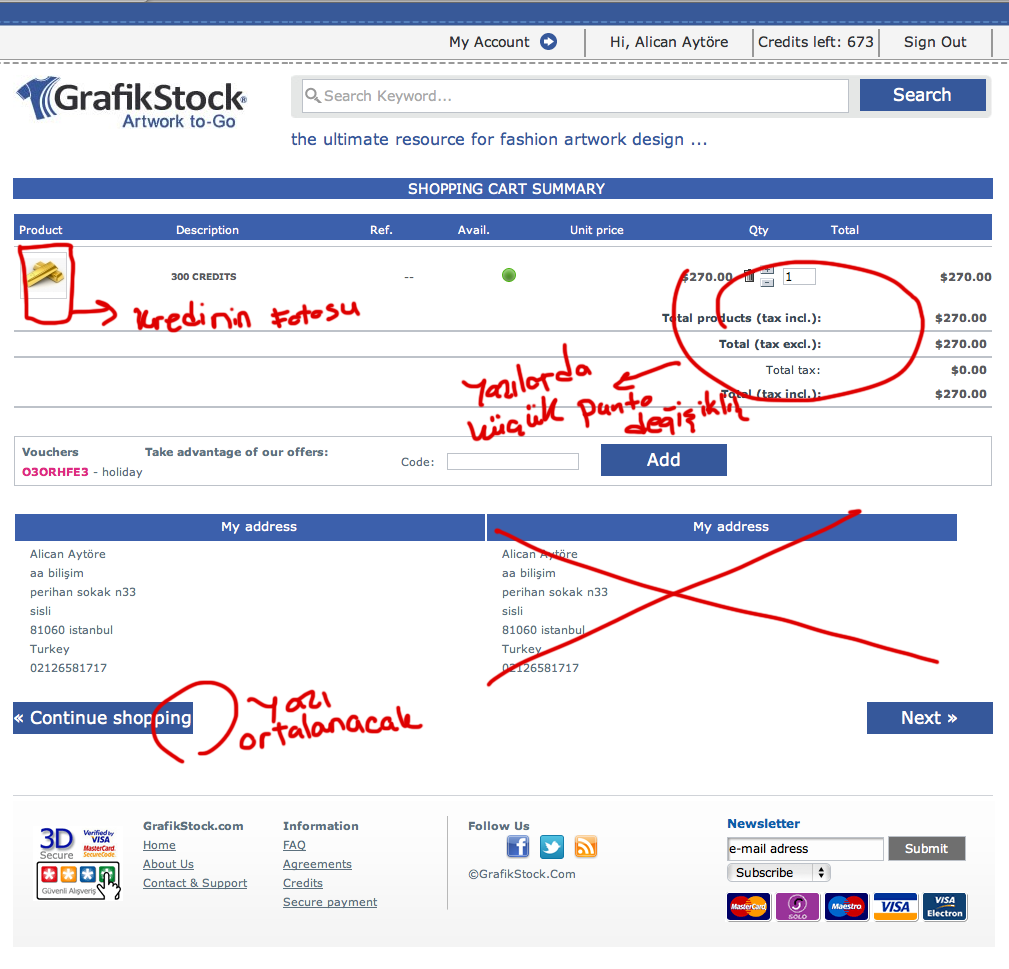 My Account
Hi, Alican Aytöre
Credits left: 673
Sign Out
GrafikStock®
Artwork to-Go
Search Keyword...
Search
the ultimate resource for fashion artwork design ...
SHOPPING CART SUMMARY
Product Description Ref. Avail. Unit price Qty Total
300 CREDITS -- $270.00 1 $270.00
kredinin fotosu
Total products (tax incl.): $270.00
Total (tax excl.): $270.00
Total tax: $0.00
Total (tax incl.): $270.00
Yazılarda
küçük punto
değişiklik
Vouchers Take advantage of our offers:
O3ORHFE3 - holiday
Code:
Add
My address
Alican Aytöre
aa bilişim
perihan sokak n33
sisli
81060 istanbul
Turkey
02126581717
My address
Alican Aytöre
aa bilişim
perihan sokak n33
sisli
81060 istanbul
Turkey
02126581717
« Continue shopping
Yazı
ortalanacak
Next »
3D
Secure
Verified by
VISA
MasterCard.
SecureCode.
Güvenli Alışveriş
GrafikStock.com
Home
About Us
Contact & Support
Information
FAQ
Agreements
Credits
Secure payment
Follow Us
©GrafikStock.Com
Newsletter
e-mail adress
Submit
Subscribe
MasterCard
SOLO
Maestro
VISA
VISA
Electron